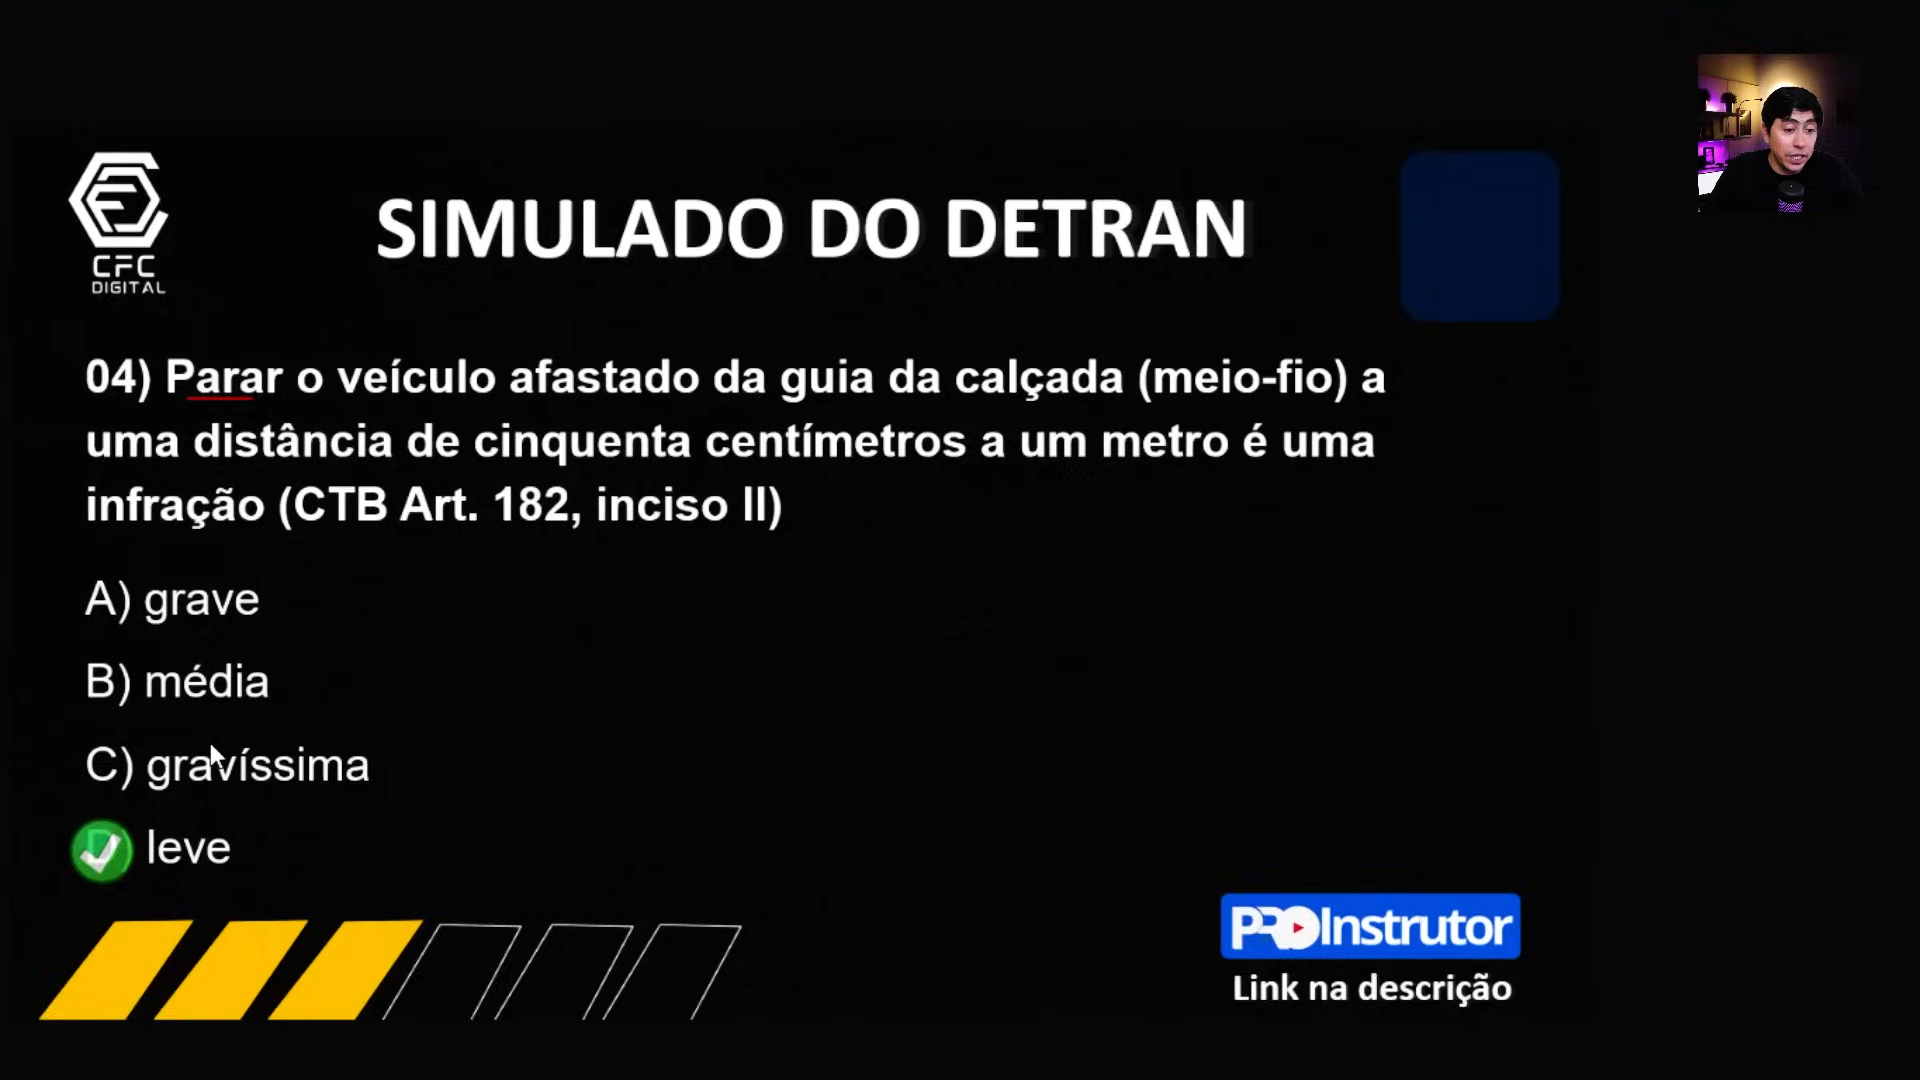 CFC
DIGITAL
SIMULADO DO DETRAN
04) Parar o veículo afastado da guia da calçada (meio-fio) a
uma distância de cinquenta centímetros a um metro é uma
infração (CTB Art. 182, inciso II)
A) grave
B) média
C) gravíssima
leve
PROInstrutor
Link na descrição